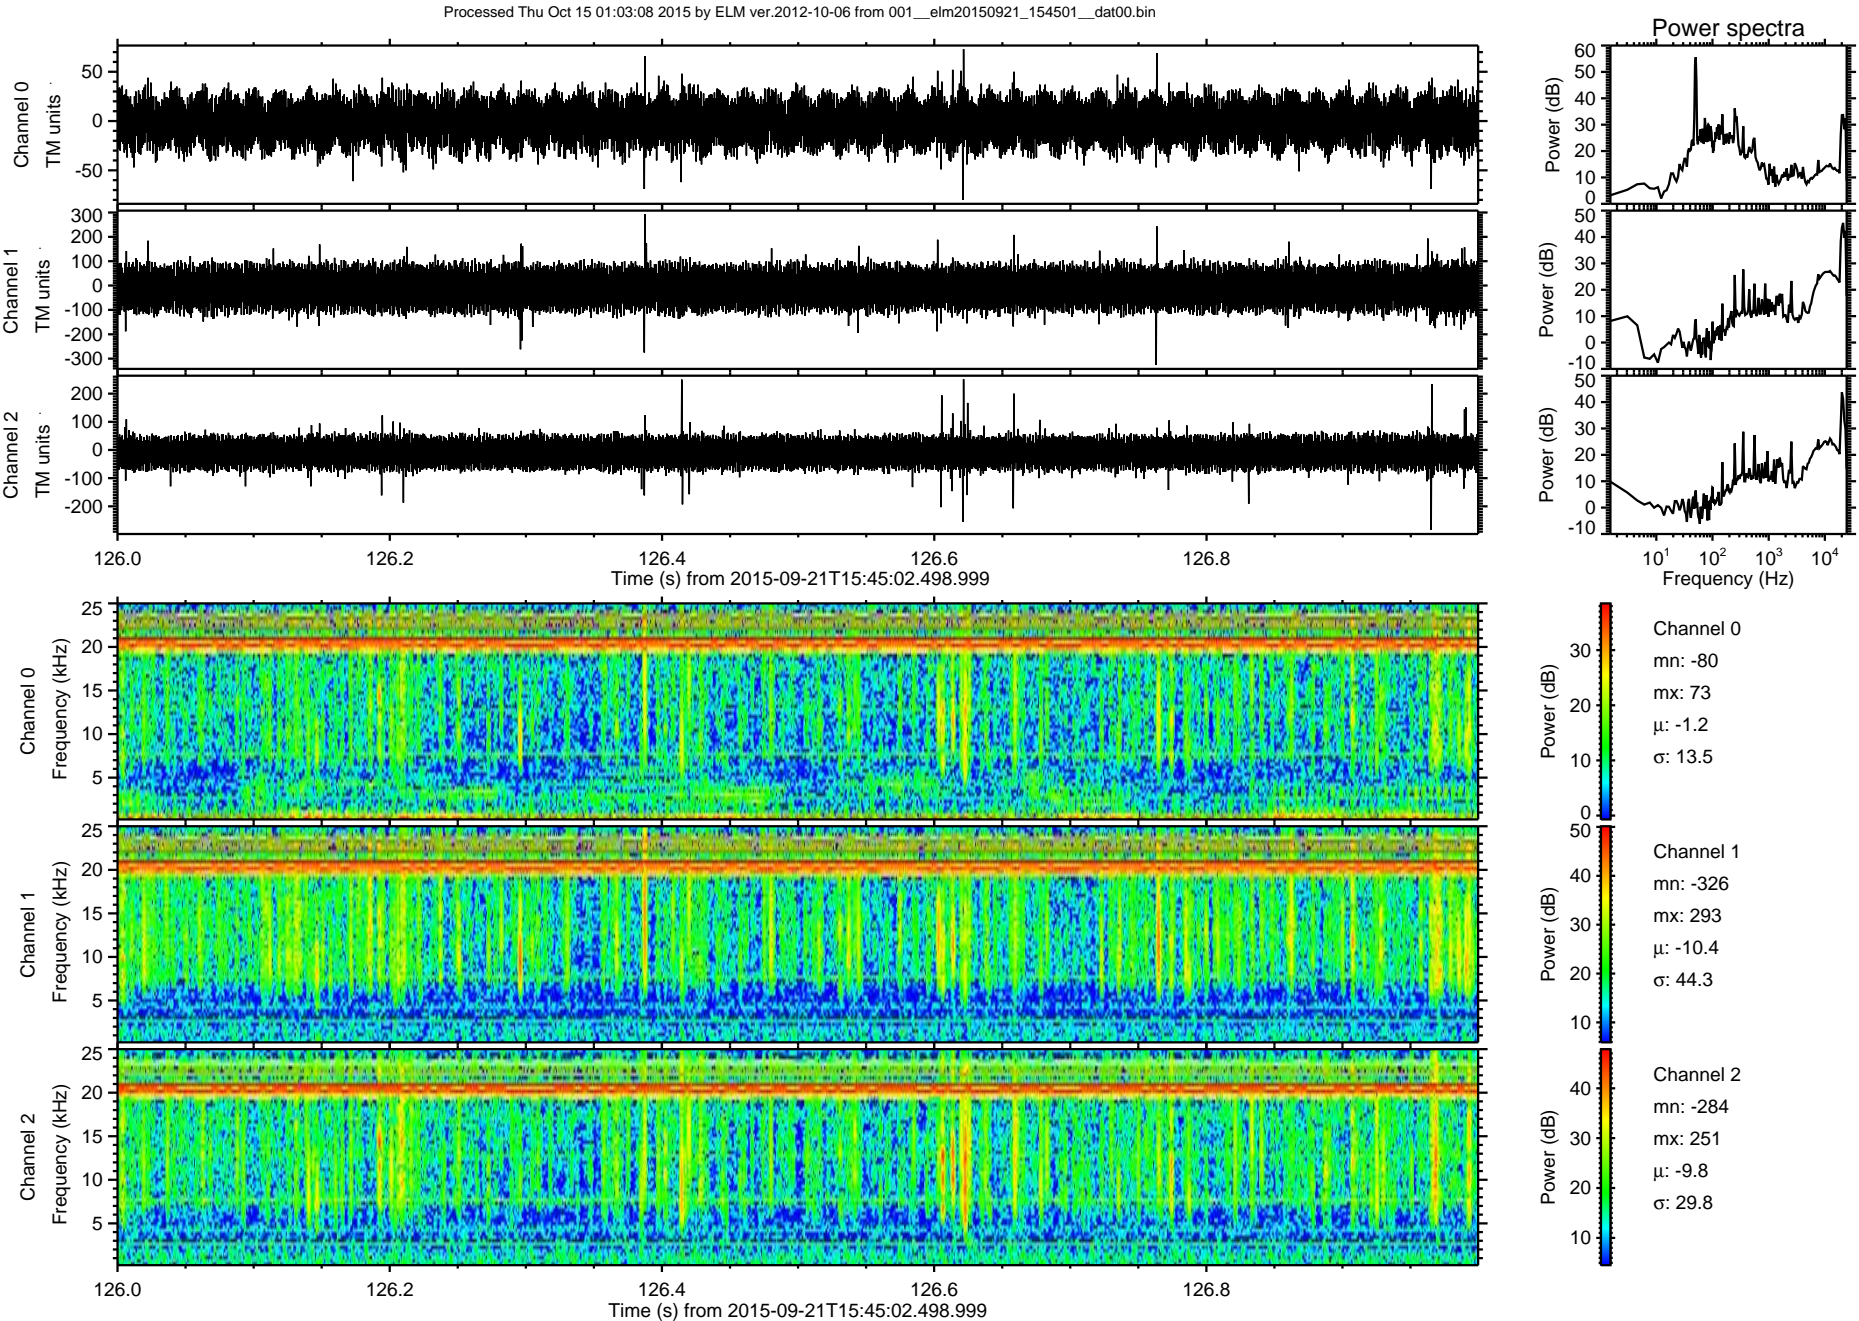 Processed Thu Oct 15 01:03:08 2015 by ELM ver.2012-10-06 from 001__elm20150921_154501__dat00.bin
Power spectra
Channel 0
TM units
50
0
-50
Power (dB)
60
50
40
30
20
10
0
Channel 1
TM units
300
200
100
0
-100
-200
-300
Power (dB)
50
40
30
20
10
0
-10
Channel 2
TM units
200
100
0
-100
-200
Power (dB)
50
40
30
20
10
0
-10
126.0 126.2 126.4 126.6 126.8
Time (s) from 2015-09-21T15:45:02.498.999
10^1 10^2 10^3 10^4
Frequency (Hz)
Channel 0
Frequency (kHz)
25
20
15
10
5
Power (dB)
30
20
10
0
Channel 0
mn: -80
mx: 73
μ: -1.2
σ: 13.5
Channel 1
Frequency (kHz)
25
20
15
10
5
Power (dB)
50
40
30
20
10
Channel 1
mn: -326
mx: 293
μ: -10.4
σ: 44.3
Channel 2
Frequency (kHz)
25
20
15
10
5
Power (dB)
40
30
20
10
Channel 2
mn: -284
mx: 251
μ: -9.8
σ: 29.8
126.0 126.2 126.4 126.6 126.8
Time (s) from 2015-09-21T15:45:02.498.999